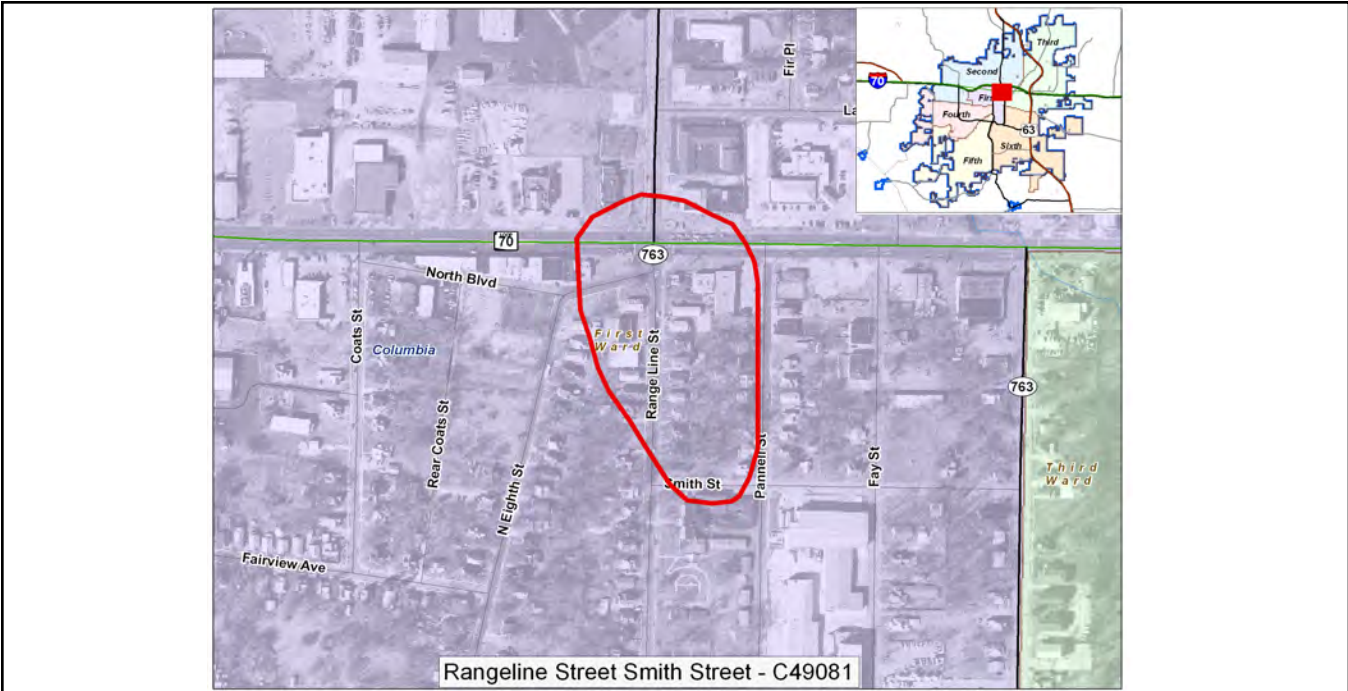 Fir Pl
La
Third
Second
70
Firs
Fourth
63
Sixth
Fifth
70
763
North Blvd
First
Ward
Coats St
Columbia
Range Line St
763
Rear Coats St
N Eighth St
Pannell St
Fay St
Third
Ward
Smith St
Fairview Ave
Rangeline Street Smith Street - C49081